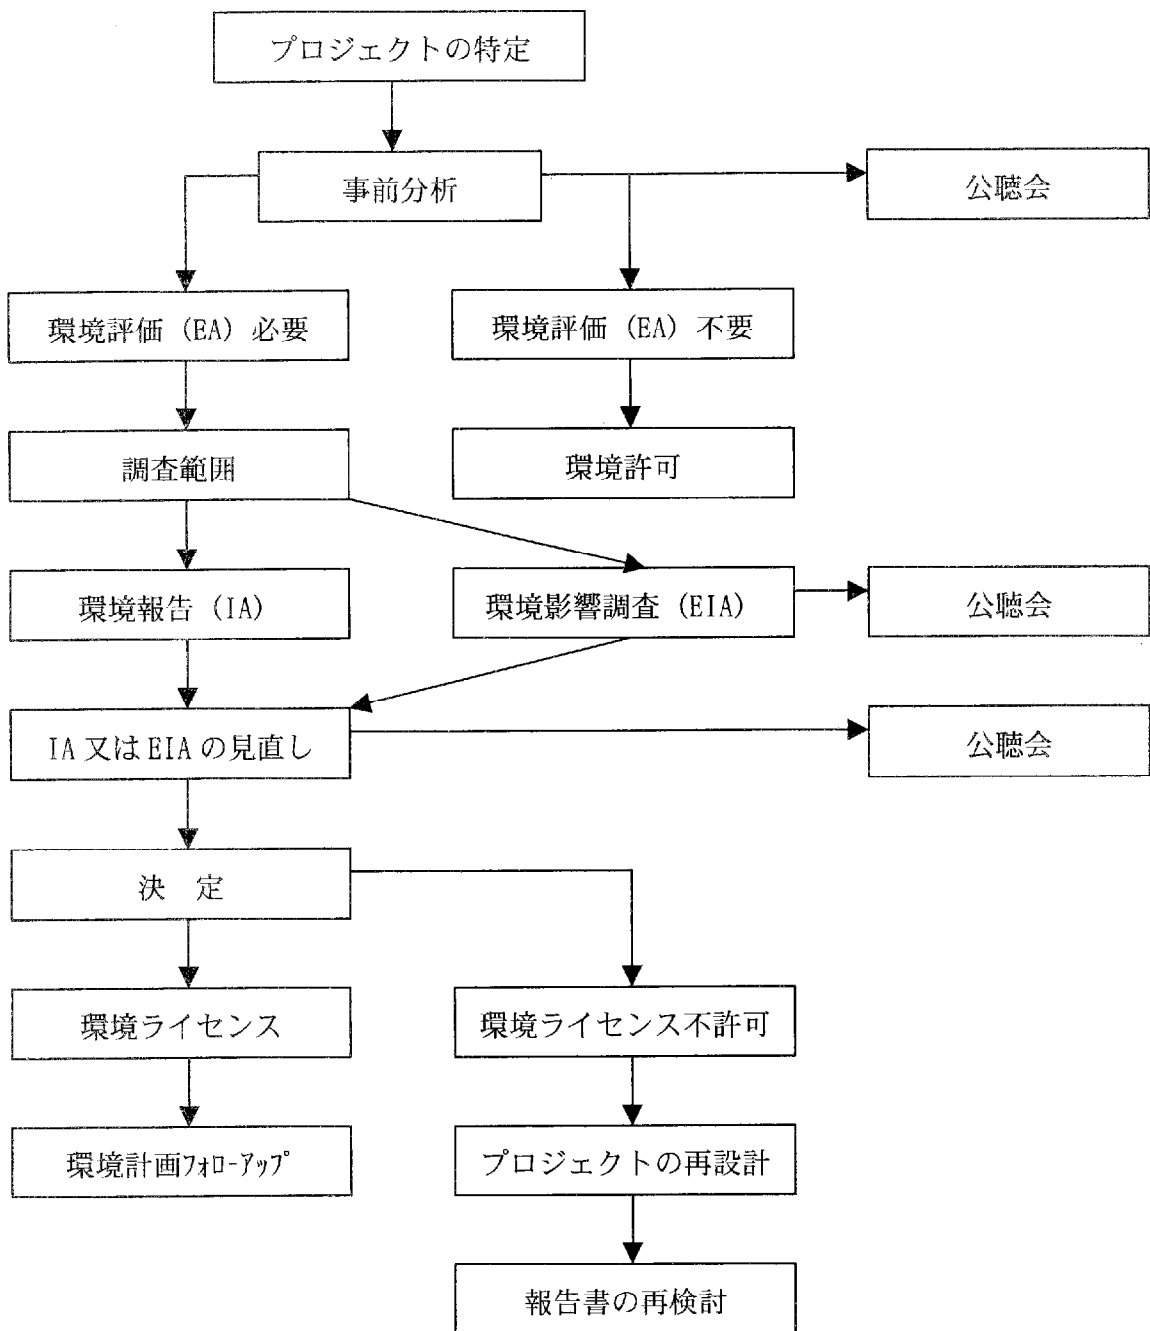 プロジェクトの特定
事前分析
公聴会
環境評価（EA）必要
環境評価（EA）不要
調査範囲
環境許可
環境報告（IA）
環境影響調査（EIA）
公聴会
IA又はEIAの見直し
公聴会
決　定
環境ライセンス
環境ライセンス不許可
環境計画ﾌｫﾛｰｱｯﾌﾟ
プロジェクトの再設計
報告書の再検討